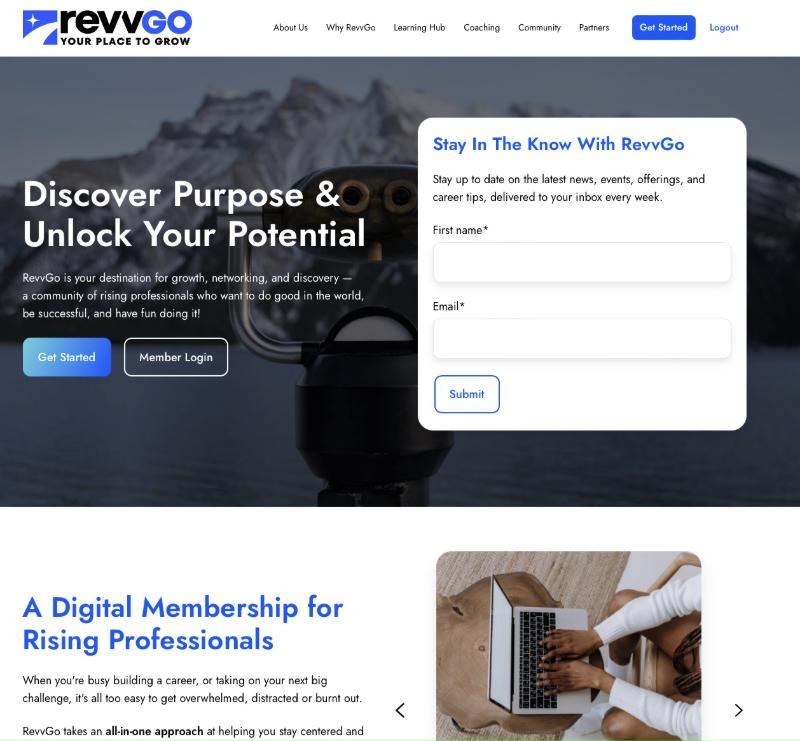 revvGO
YOUR PLACE TO GROW
About Us
Why RevvGo
Learning Hub
Coaching
Community
Partners
Get Started
Logout
Discover Purpose &
Unlock Your Potential
RevvGo is your destination for growth, networking, and discovery —
a community of rising professionals who want to do good in the world,
be successful, and have fun doing it!
Get Started
Member Login
Stay In The Know With RevvGo
Stay up to date on the latest news, events, offerings, and
career tips, delivered to your inbox every week.
First name*
Email*
Submit
A Digital Membership for
Rising Professionals
When you're busy building a career, or taking on your next big
challenge, it's all too easy to get overwhelmed, distracted or burnt out.
RevvGo takes an all-in-one approach at helping you stay centered and